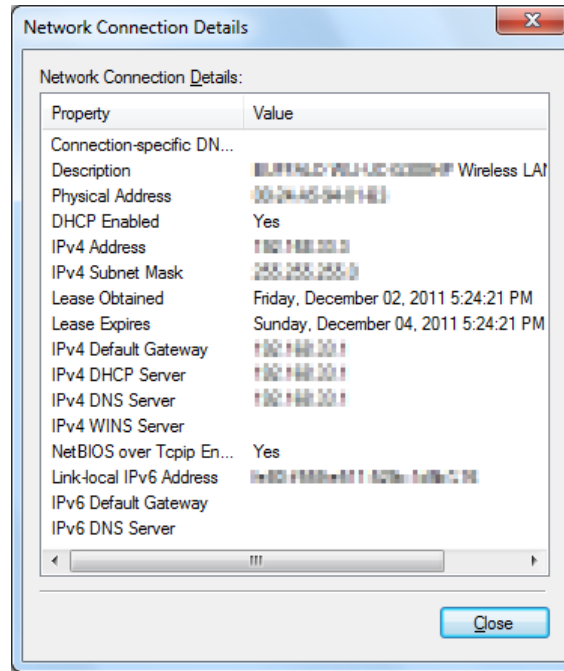 Network Connection Details
Network Connection Details:
Property Value
Connection-specific DN...
Description Wireless LAN
Physical Address
DHCP Enabled Yes
IPv4 Address
IPv4 Subnet Mask
Lease Obtained Friday, December 02, 2011 5:24:21 PM
Lease Expires Sunday, December 04, 2011 5:24:21 PM
IPv4 Default Gateway
IPv4 DHCP Server
IPv4 DNS Server
IPv4 WINS Server
NetBIOS over Tcpip En... Yes
Link-local IPv6 Address
IPv6 Default Gateway
IPv6 DNS Server
Close